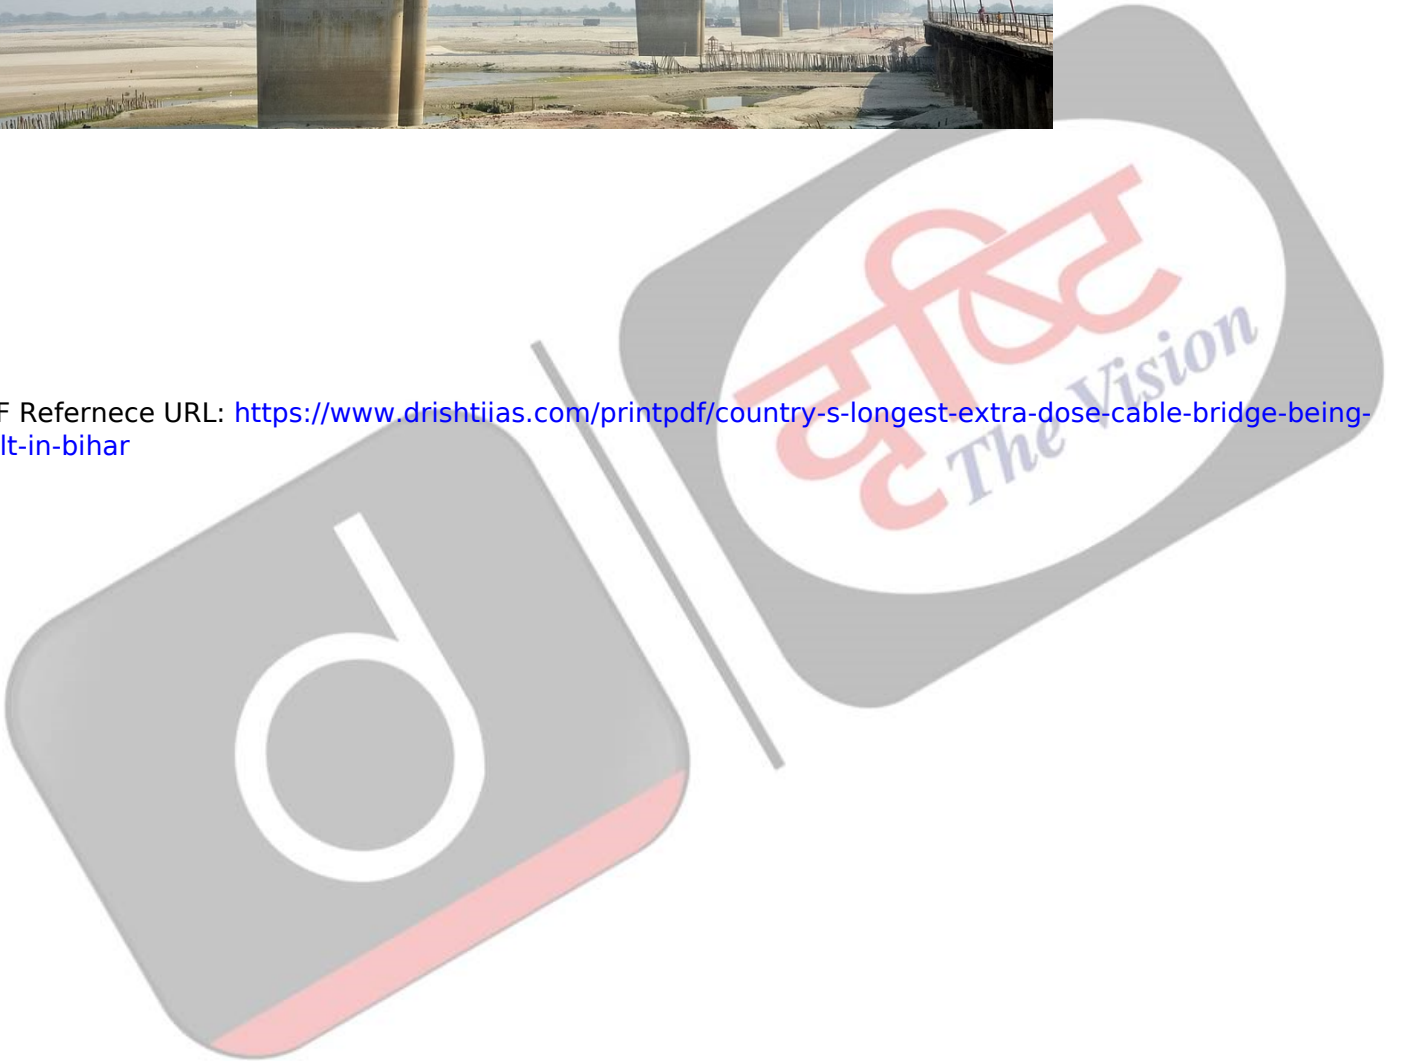 F Refernece URL: https://www.drishtiias.com/printpdf/country-s-longest-extra-dose-cable-bridge-being-
lt-in-bihar
दृष्टि
The Vision
d